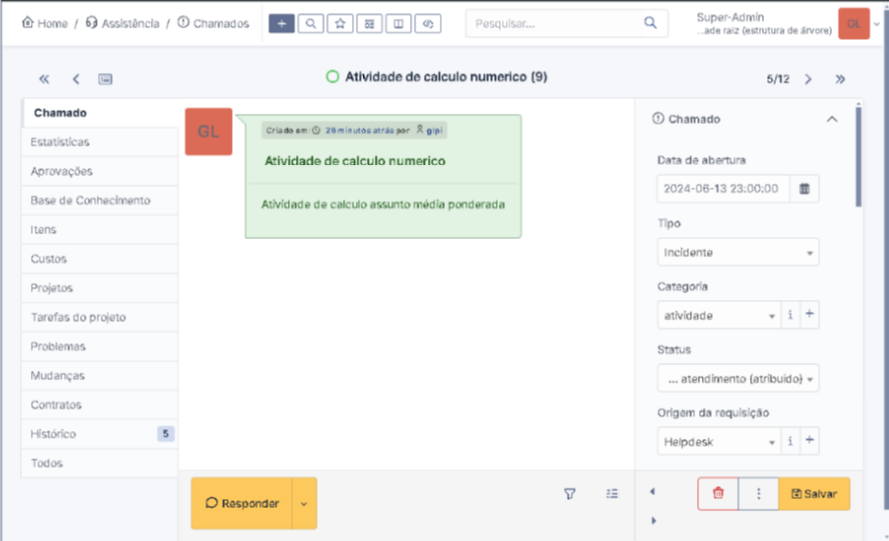 Home / Assistência / Chamados
Pesquisar...
Super-Admin
...ade raiz (estrutura de árvore)
GL
Atividade de calculo numerico (9)
5/12
Chamado
Estatísticas
Aprovações
Base de Conhecimento
Itens
Custos
Projetos
Tarefas do projeto
Problemas
Mudanças
Contratos
Histórico 5
Todos
GL
Criado em: 28 minutos atrás por glpi
Atividade de calculo numerico
Atividade de calculo assunto média ponderada
Responder
Chamado
Data de abertura
2024-06-13 23:00:00
Tipo
Incidente
Categoria
atividade
Status
... atendimento (atribuído)
Origem da requisição
Helpdesk
Salvar